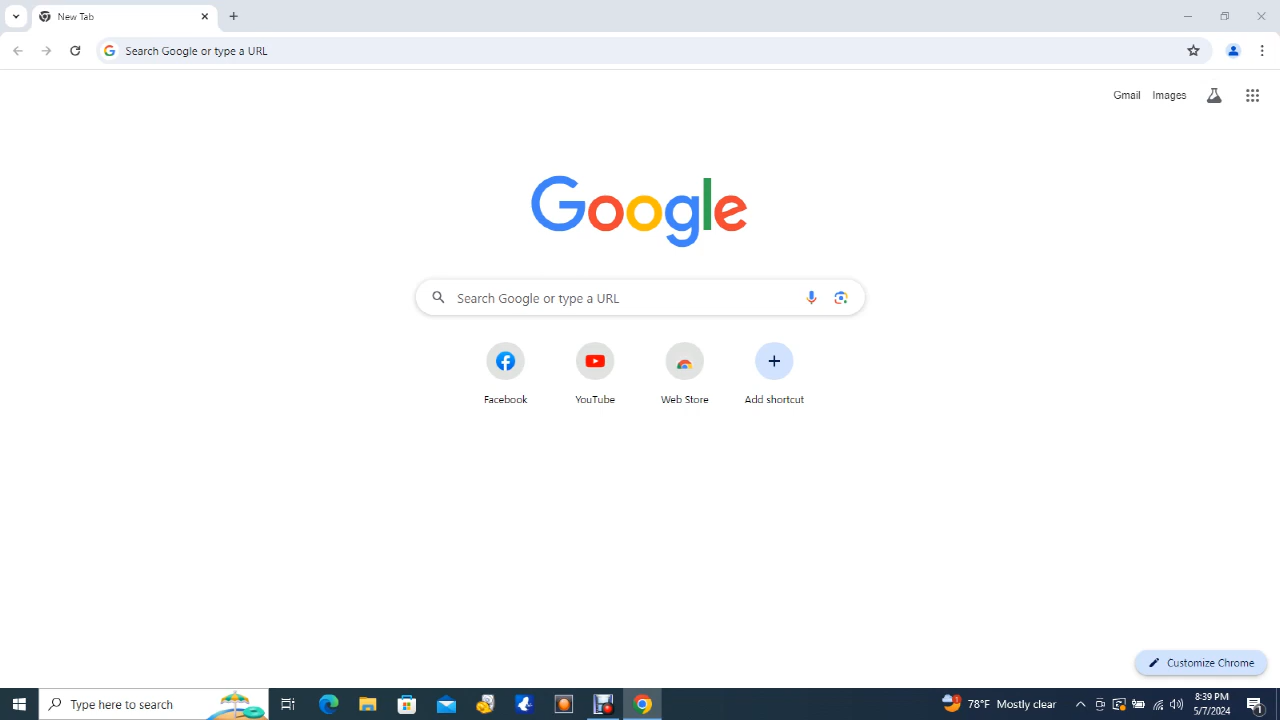 New Tab
Search Google or type a URL
Gmail Images
Google
Search Google or type a URL
Facebook YouTube Web Store Add shortcut
Customize Chrome
Type here to search
78°F Mostly clear
8:39 PM
5/7/2024
1